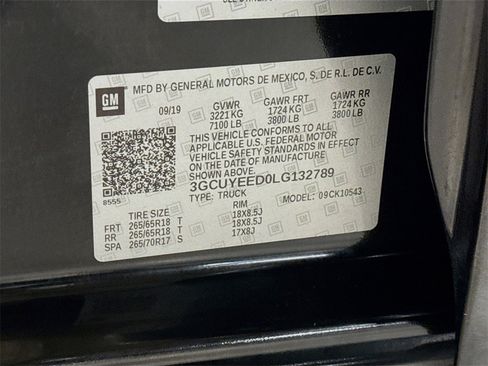 GM
MFD BY GENERAL MOTORS DE MEXICO, S. DE R.L. DE C.V.
09/19 GVWR GAWR FRT GAWR RR
3221 KG 1724 KG 1724 KG
7100 LB 3800 LB 3800 LB
THIS VEHICLE CONFORMS TO ALL
APPLICABLE U.S. FEDERAL MOTOR
VEHICLE SAFETY STANDARDS IN EFFECT
ON THE DATE OF MANUFACTURE
SHOWN ABOVE.
3GCUYEED0LG132789
8555 TYPE: TRUCK MODEL: 09CK10543
TIRE SIZE RIM
FRT 265/65R18 T 18X8.5J
RR 265/65R18 T 18X8.5J
SPA 265/70R17 S 17X8J